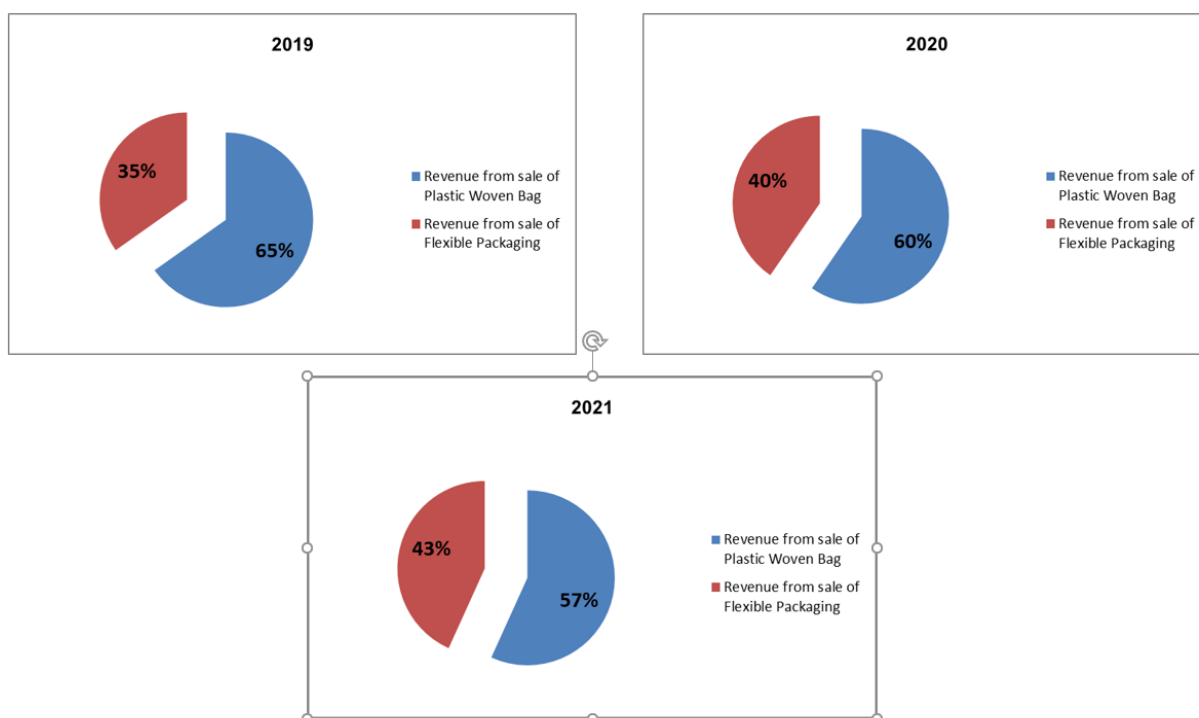 2019
35%
65%
Revenue from sale of
Plastic Woven Bag
Revenue from sale of
Flexible Packaging
2020
40%
60%
Revenue from sale of
Plastic Woven Bag
Revenue from sale of
Flexible Packaging
2021
43%
57%
Revenue from sale of
Plastic Woven Bag
Revenue from sale of
Flexible Packaging